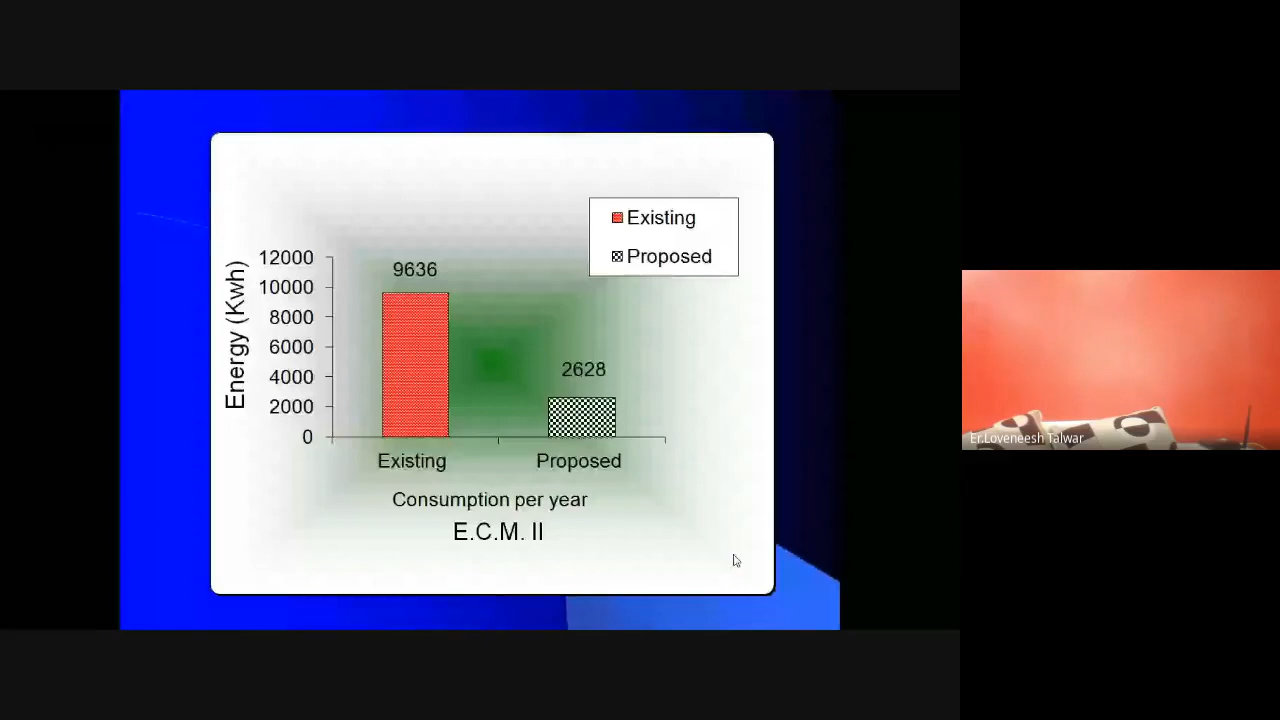 Existing
Proposed
Energy (Kwh)
12000
10000
8000
6000
4000
2000
0
9636
2628
Existing
Proposed
Consumption per year
E.C.M. II
Er.Loveneesh Talwar